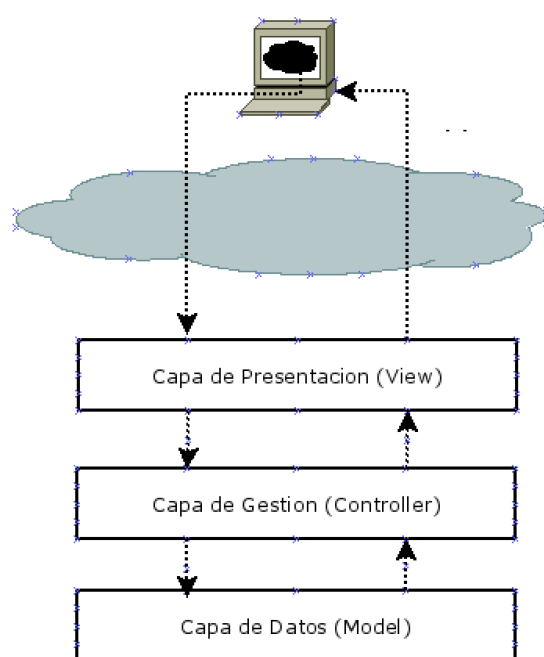 Capa de Presentacion (View)
Capa de Gestion (Controller)
Capa de Datos (Model)